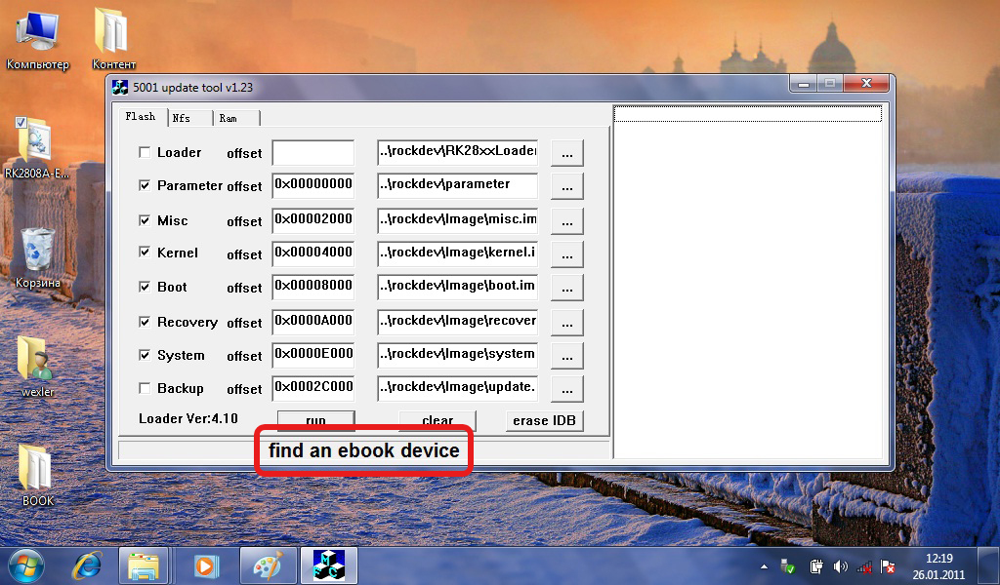 Компьютер
Контент
RK2808A-E...
Корзина
wexler
BOOK
5001 update tool v1.23
Flash Nfs Ram
Loader offset ..\rockdev\RK28xxLoader ...
Parameter offset 0x00000000 ..\rockdev\parameter ...
Misc offset 0x00002000 ..\rockdev\Image\misc.im ...
Kernel offset 0x00004000 ..\rockdev\Image\kernel.i ...
Boot offset 0x00008000 ..\rockdev\Image\boot.im ...
Recovery offset 0x0000A000 ..\rockdev\Image\recover ...
System offset 0x0000E000 ..\rockdev\Image\system ...
Backup offset 0x0002C000 ..\rockdev\Image\update. ...
Loader Ver:4.10 run clear erase IDB
find an ebook device
12:19
26.01.2011